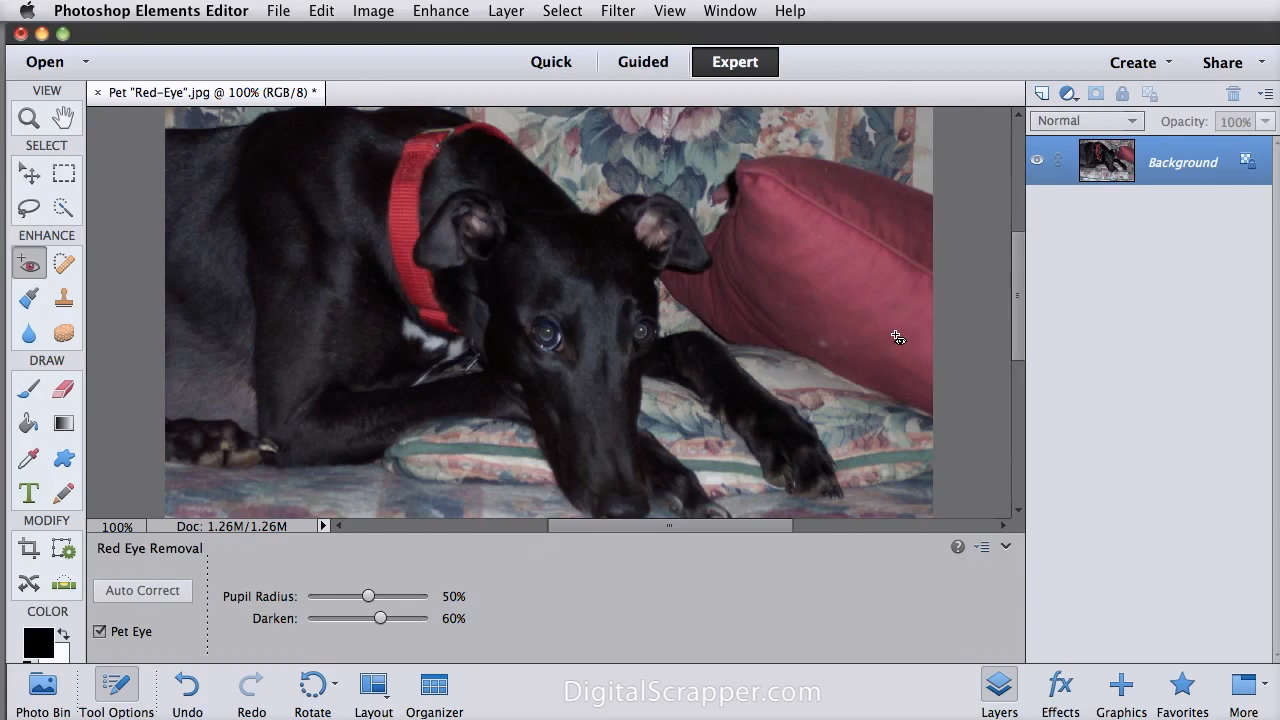 Photoshop Elements Editor File Edit Image Enhance Layer Select Filter View Window Help
Open Quick Guided Expert Create Share
VIEW × Pet "Red-Eye".jpg @ 100% (RGB/8) *
Normal Opacity: 100%
SELECT
Background
ENHANCE
DRAW
T
MODIFY
100% Doc: 1.26M/1.26M
Red Eye Removal
Auto Correct
Pupil Radius: 50%
Darken: 60%
Pet Eye
COLOR
DigitalScrapper.com
Photo Bin Tool Options Undo Redo Rotate Layout Organizer Layers Effects Graphics Favorites More